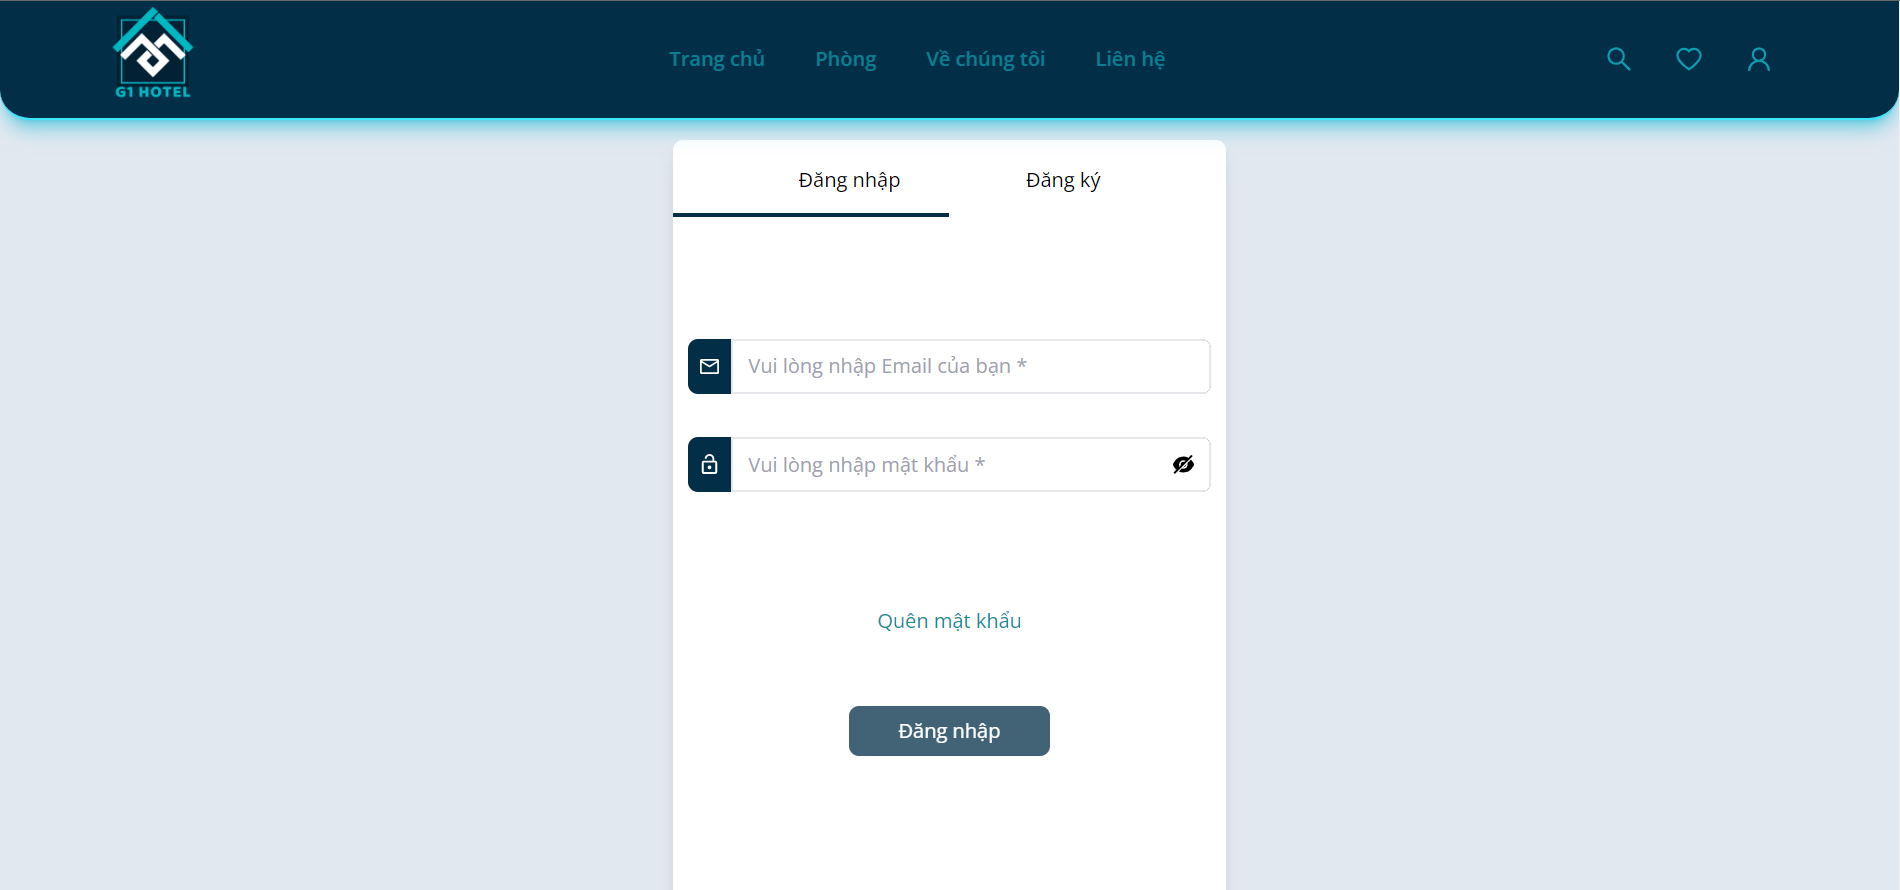 G1 HOTEL
Trang chủ Phòng Về chúng tôi Liên hệ
Đăng nhập Đăng ký
Vui lòng nhập Email của bạn *
Vui lòng nhập mật khẩu *
Quên mật khẩu
Đăng nhập